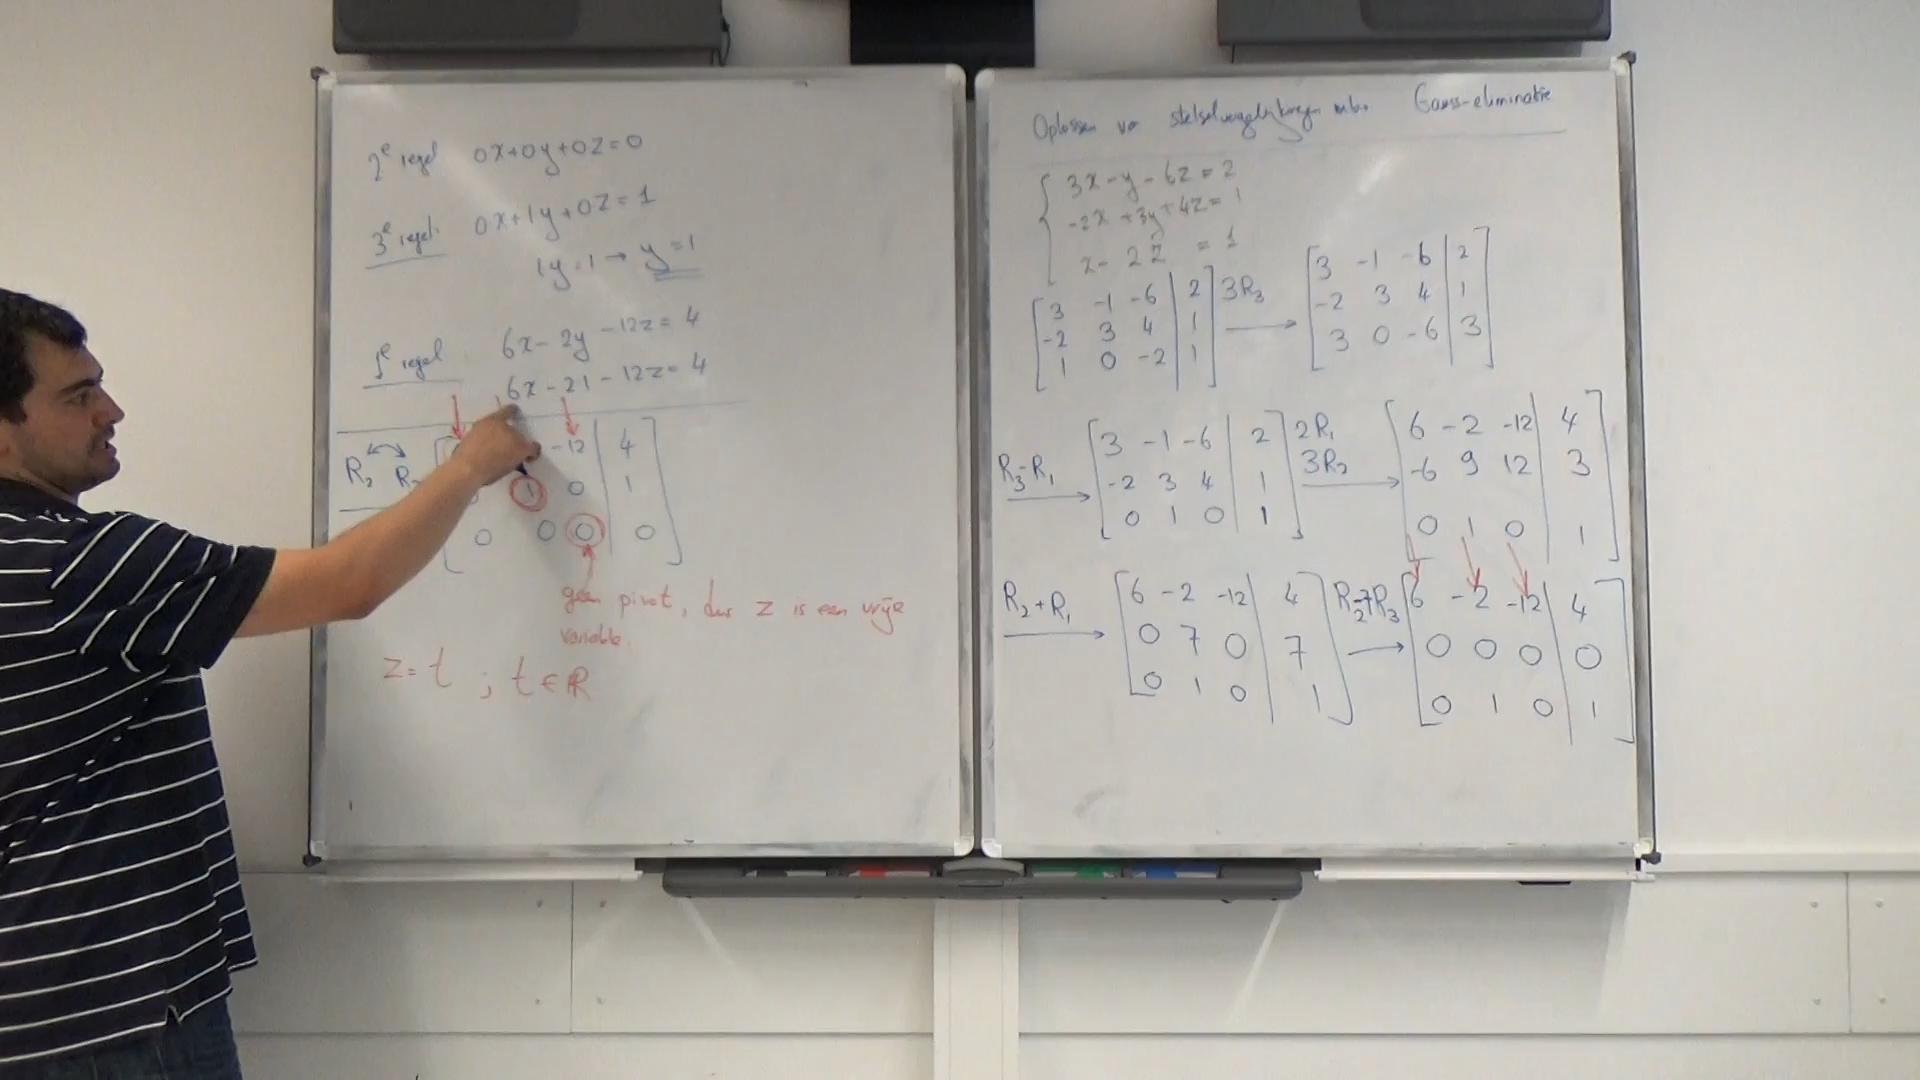 2e regel 0x+0y+0z=0
3e regel: 0x+1y+0z=1
1y=1 → y=1
1e regel 6x-2y-12z=4
6x-21-12z=4
R2 -12 | 4
1 0 | 1
0 0 0 | 0
geen pivot, dus z is een vrije
variable.
z=t ; t∈R
Oplossen van stelselvergelijkingen m.b.v. Gauss-eliminatie
3x-y-6z=2
-2x+3y+4z=1
x-2z =1
3 -1 -6 | 2 3R3 → 3 -1 -6 | 2
-2 3 4 | 1 -2 3 4 | 1
1 0 -2 | 1 3 0 -6 | 3
R3-R1 → 3 -1 -6 | 2 2R1 6 -2 -12 | 4
-2 3 4 | 1 3R2 → -6 9 12 | 3
0 1 0 | 1 0 1 0 | 1
R2+R1 → 6 -2 -12 | 4 R2-7R3 → 6 -2 -12 | 4
0 7 0 | 7 0 0 0 | 0
0 1 0 | 1 0 1 0 | 1